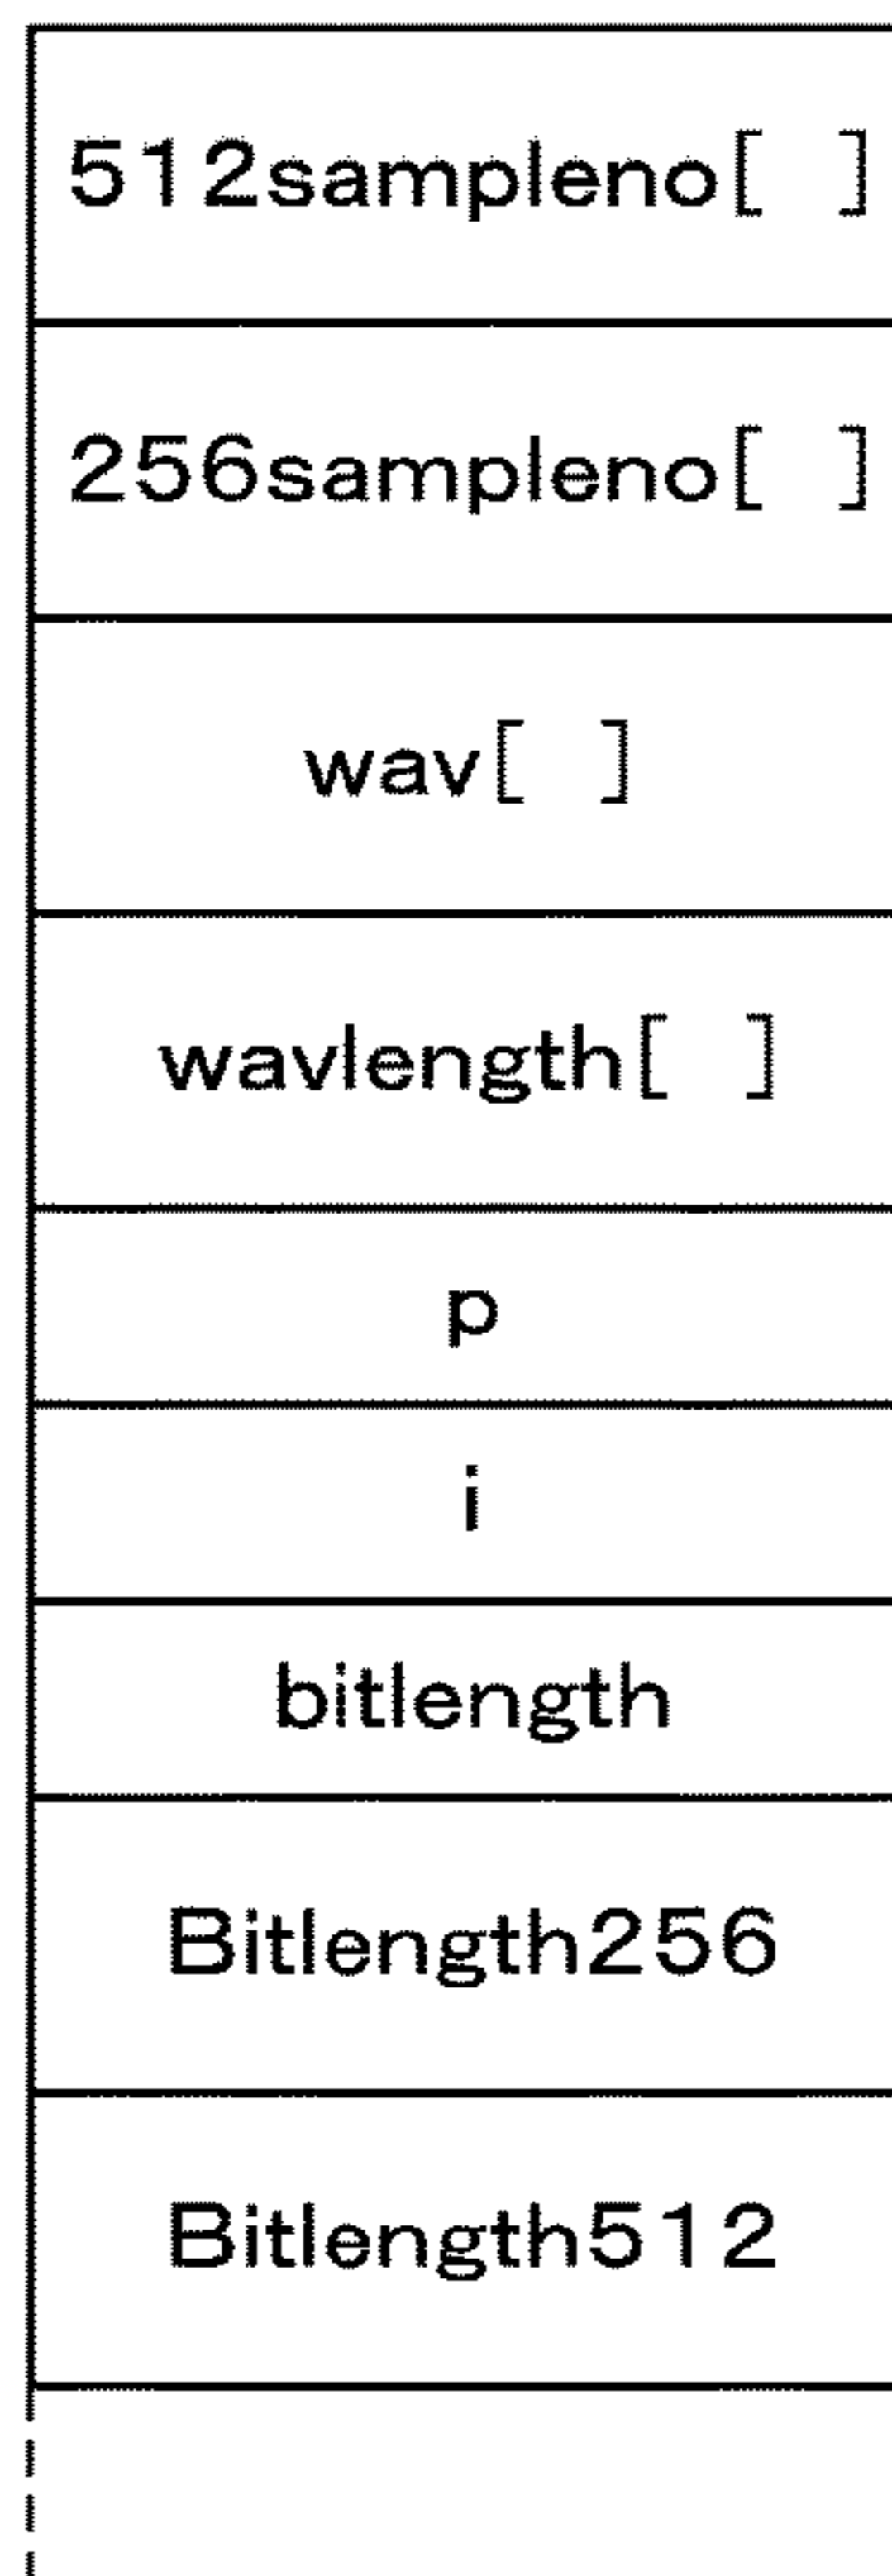 512sampleno[ ]
256sampleno[ ]
wav[ ]
wavlength[ ]
p
i
bitlength
Bitlength256
Bitlength512